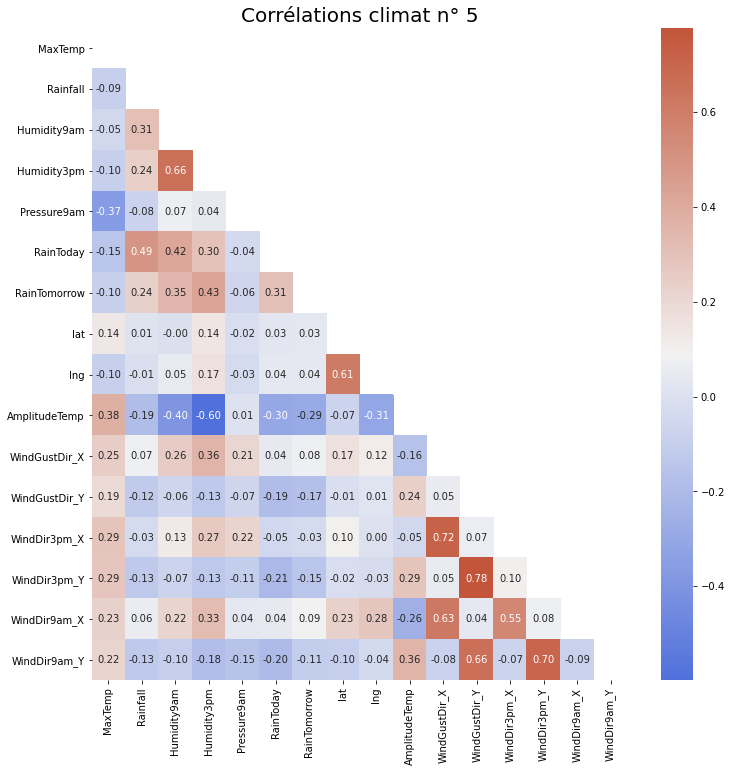 Corrélations climat n° 5
MaxTemp
Rainfall -0.09
Humidity9am -0.05 0.31
Humidity3pm -0.10 0.24 0.66
Pressure9am -0.37 -0.08 0.07 0.04
RainToday -0.15 0.49 0.42 0.30 -0.04
RainTomorrow -0.10 0.24 0.35 0.43 -0.06 0.31
lat 0.14 0.01 -0.00 0.14 -0.02 0.03 0.03
lng -0.10 -0.01 0.05 0.17 -0.03 0.04 0.04 0.61
AmplitudeTemp 0.38 -0.19 -0.40 -0.60 0.01 -0.30 -0.29 -0.07 -0.31
WindGustDir_X 0.25 0.07 0.26 0.36 0.21 0.04 0.08 0.17 0.12 -0.16
WindGustDir_Y 0.19 -0.12 -0.06 -0.13 -0.07 -0.19 -0.17 -0.01 0.01 0.24 0.05
WindDir3pm_X 0.29 -0.03 0.13 0.27 0.22 -0.05 -0.03 0.10 0.00 -0.05 0.72 0.07
WindDir3pm_Y 0.29 -0.13 -0.07 -0.13 -0.11 -0.21 -0.15 -0.02 -0.03 0.29 0.05 0.78 0.10
WindDir9am_X 0.23 0.06 0.22 0.33 0.04 0.04 0.09 0.23 0.28 -0.26 0.63 0.04 0.55 0.08
WindDir9am_Y 0.22 -0.13 -0.10 -0.18 -0.15 -0.20 -0.11 -0.10 -0.04 0.36 -0.08 0.66 -0.07 0.70 -0.09
MaxTemp
Rainfall
Humidity9am
Humidity3pm
Pressure9am
RainToday
RainTomorrow
lat
lng
AmplitudeTemp
WindGustDir_X
WindGustDir_Y
WindDir3pm_X
WindDir3pm_Y
WindDir9am_X
WindDir9am_Y
0.6
0.4
0.2
0.0
−0.2
−0.4